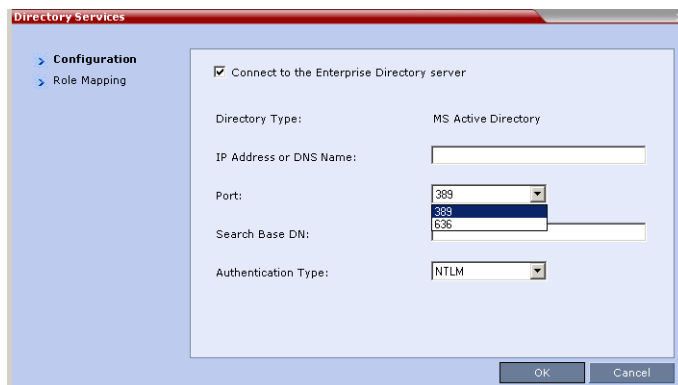 Directory Services
Configuration
Role Mapping
Connect to the Enterprise Directory server
Directory Type: MS Active Directory
IP Address or DNS Name:
Port: 389
389
636
Search Base DN:
Authentication Type: NTLM
OK Cancel